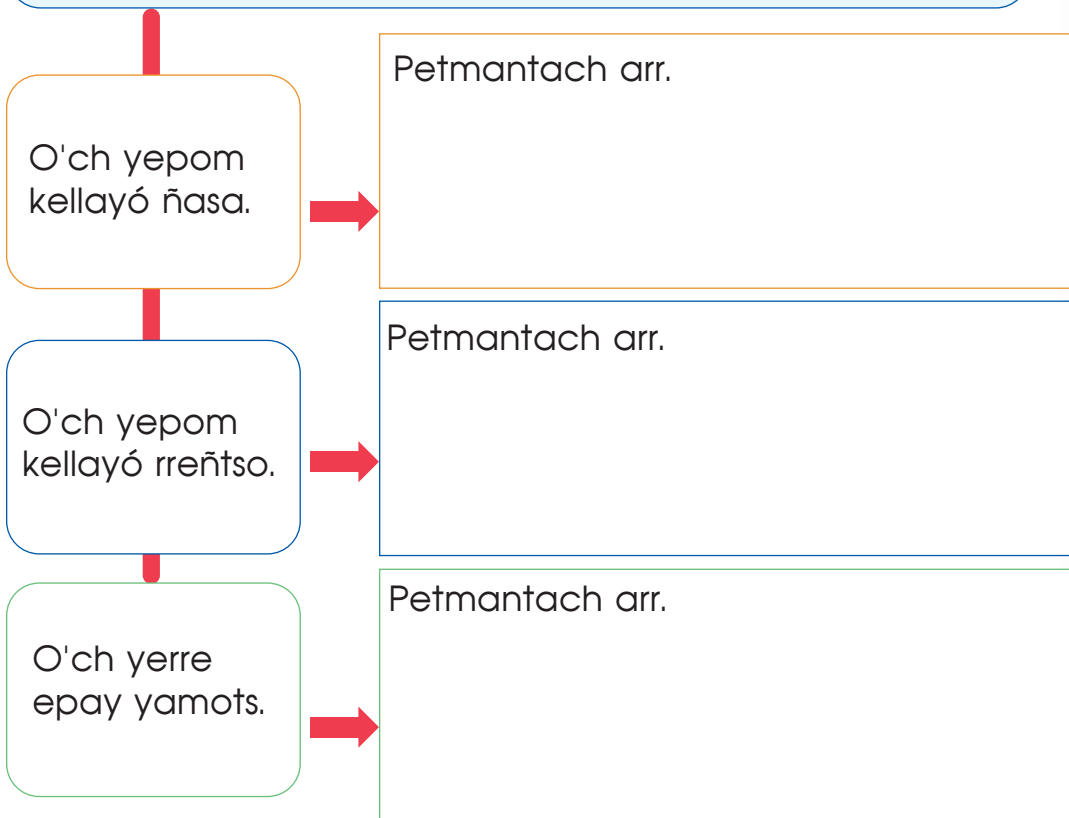 Petmantach arr.
O'ch yepom
kellayó ñasa.
Petmantach arr.
O'ch yepom
kellayó rreñtso.
Petmantach arr.
O'ch yerre
epay yamots.